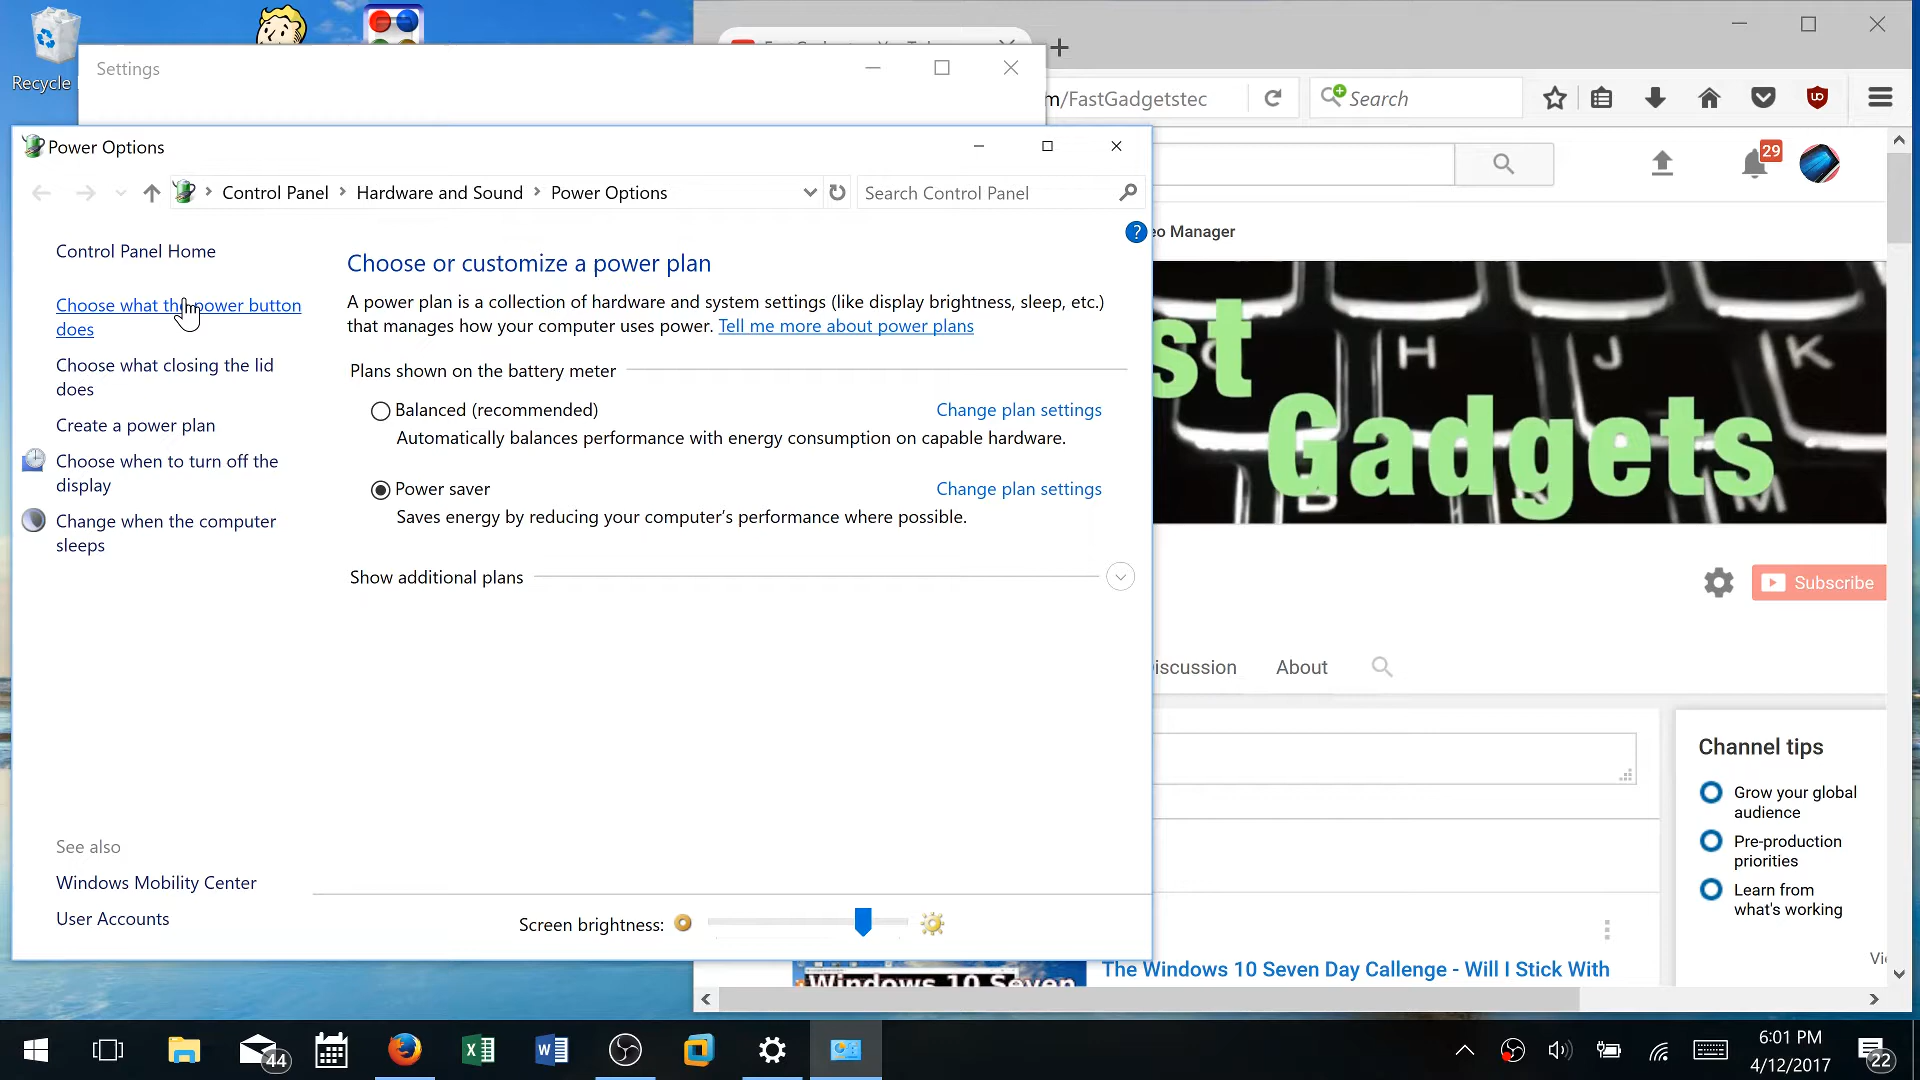 Recycle
Settings
m/FastGadgetstec
Search
Power Options
Control Panel
Hardware and Sound
Power Options
Search Control Panel
29
Control Panel Home
eo Manager
Choose or customize a power plan
Choose what the power button
does
A power plan is a collection of hardware and system settings (like display brightness, sleep, etc.)
that manages how your computer uses power. Tell me more about power plans
Choose what closing the lid
does
Plans shown on the battery meter
Balanced (recommended)
Change plan settings
Automatically balances performance with energy consumption on capable hardware.
Create a power plan
Choose when to turn off the
display
Power saver
Change plan settings
Saves energy by reducing your computer's performance where possible.
Change when the computer
sleeps
Show additional plans
st
Gadgets
H
J
K
B
M
Subscribe
iscussion
About
Channel tips
Grow your global
audience
Pre-production
priorities
Learn from
what's working
See also
Windows Mobility Center
User Accounts
Screen brightness:
The Windows 10 Seven Day Callenge - Will I Stick With
Windows 10 Seven
44
6:01 PM
4/12/2017
22